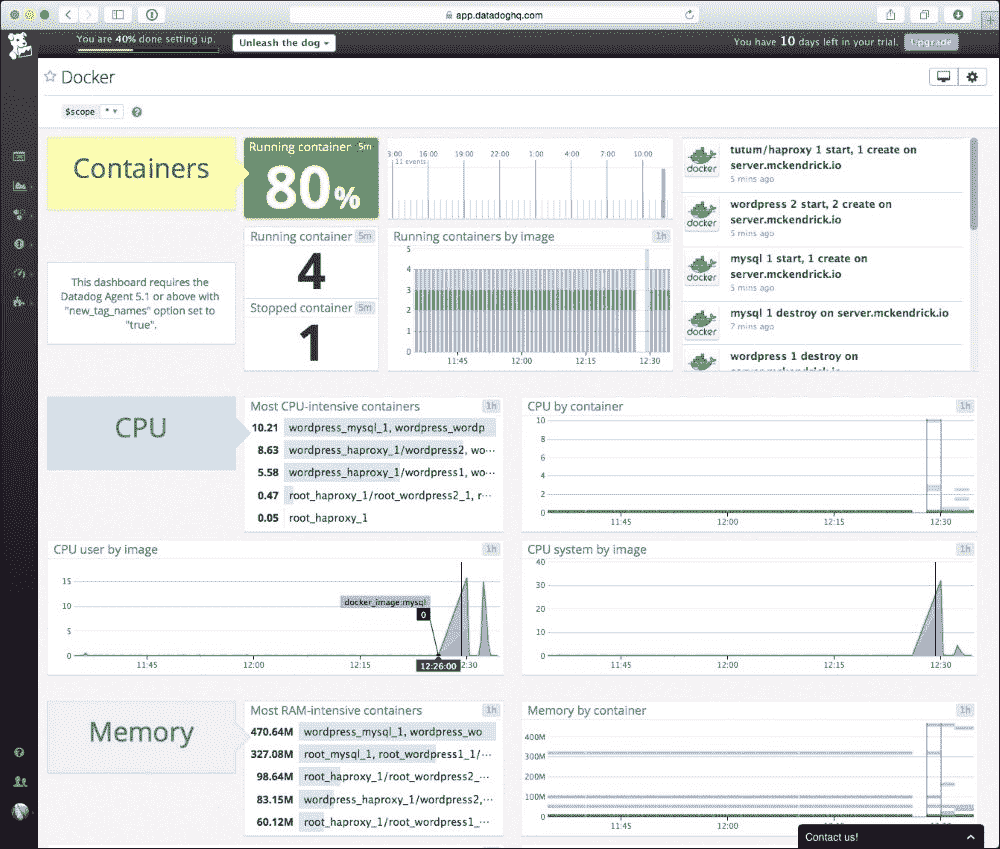 app.datadoghq.com
You are 40% done setting up.
Unleash the dog
You have 10 days left in your trial.
Upgrade
Docker
$scope
*
?
Containers
This dashboard requires the
Datadog Agent 5.1 or above with
"new_tag_names" option set to
"true".
Running container 5m
80%
Running container 5m
4
Stopped container 5m
1
3:00 16:00 19:00 22:00 1:00 4:00 7:00 10:00
11 events
Running containers by image 1h
5
4
3
2
1
0
11:45 12:00 12:15 12:30
docker
tutum/haproxy 1 start, 1 create on
server.mckendrick.io
5 mins ago
docker
wordpress 2 start, 2 create on
server.mckendrick.io
5 mins ago
docker
mysql 1 start, 1 create on
server.mckendrick.io
5 mins ago
docker
mysql 1 destroy on server.mckendrick.io
7 mins ago
wordpress 1 destroy on
CPU
Most CPU-intensive containers 1h
10.21 wordpress_mysql_1, wordpress_wordp
8.63 wordpress_haproxy_1/wordpress2, wo···
5.58 wordpress_haproxy_1/wordpress1, wo···
0.47 root_haproxy_1/root_wordpress2_1, r···
0.05 root_haproxy_1
CPU by container 1h
10
8
6
4
2
0
11:45 12:00 12:15 12:30
CPU user by image 1h
15
10
5
0
docker_image:mysql
0
11:45 12:00 12:15 12:26:00 2:30
CPU system by image 1h
40
30
20
10
0
11:45 12:00 12:15 12:30
Memory
Most RAM-intensive containers 1h
470.64M wordpress_mysql_1, wordpress_wo
327.08M root_mysql_1, root_wordpress1_1/···
98.64M root_haproxy_1/root_wordpress2_···
83.15M wordpress_haproxy_1/wordpress2,···
60.12M root_haproxy_1/root_wordpress1_···
Memory by container 1h
400M
300M
200M
100M
0
11:45 12:00 12:15 12:30
Contact us!